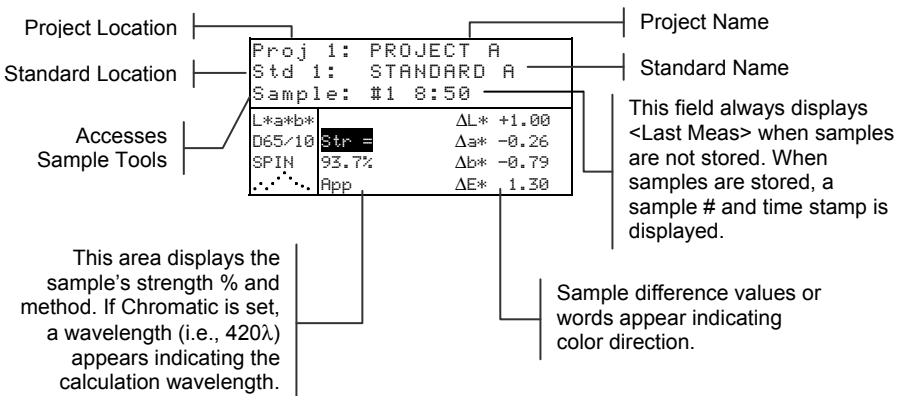 Project Location
Project Name
Standard Location
Standard Name
Accesses
Sample Tools
Proj 1: PROJECT A
Std 1: STANDARD A
Sample: #1 8:50
L*a*b* ΔL* +1.00
D65/10 Str = Δa* -0.26
SPIN 93.7% Δb* -0.79
App ΔE* 1.30
This field always displays
<Last Meas> when samples
are not stored. When
samples are stored, a
sample # and time stamp is
displayed.
This area displays the
sample's strength % and
method. If Chromatic is set,
a wavelength (i.e., 420λ)
appears indicating the
calculation wavelength.
Sample difference values or
words appear indicating
color direction.